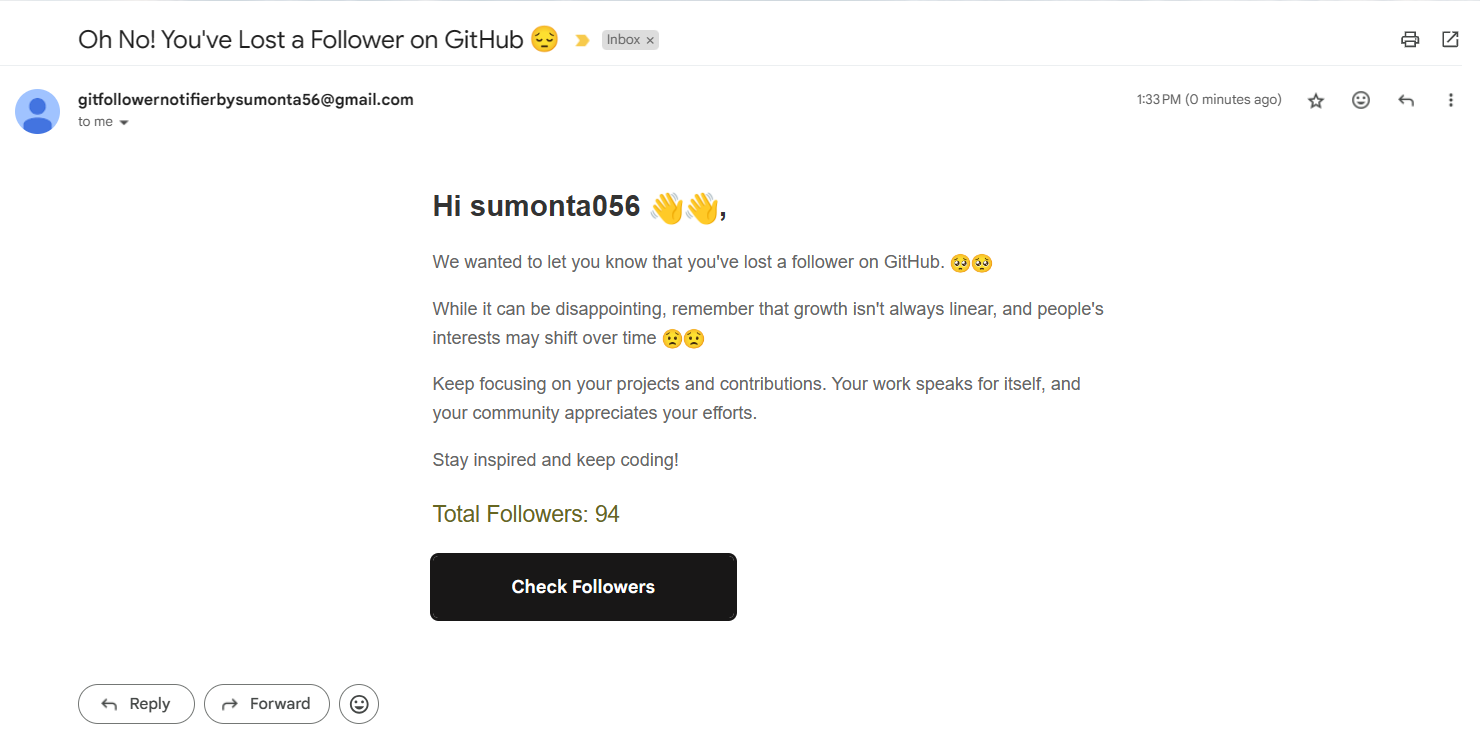 Oh No! You've Lost a Follower on GitHub 😔 Inbox ×
gitfollowernotifierbysumonta56@gmail.com 1:33 PM (0 minutes ago)
to me
Hi sumonta056 👋👋,
We wanted to let you know that you've lost a follower on GitHub. 🥺🥺
While it can be disappointing, remember that growth isn't always linear, and people's
interests may shift over time 😟😟
Keep focusing on your projects and contributions. Your work speaks for itself, and
your community appreciates your efforts.
Stay inspired and keep coding!
Total Followers: 94
Check Followers
Reply Forward